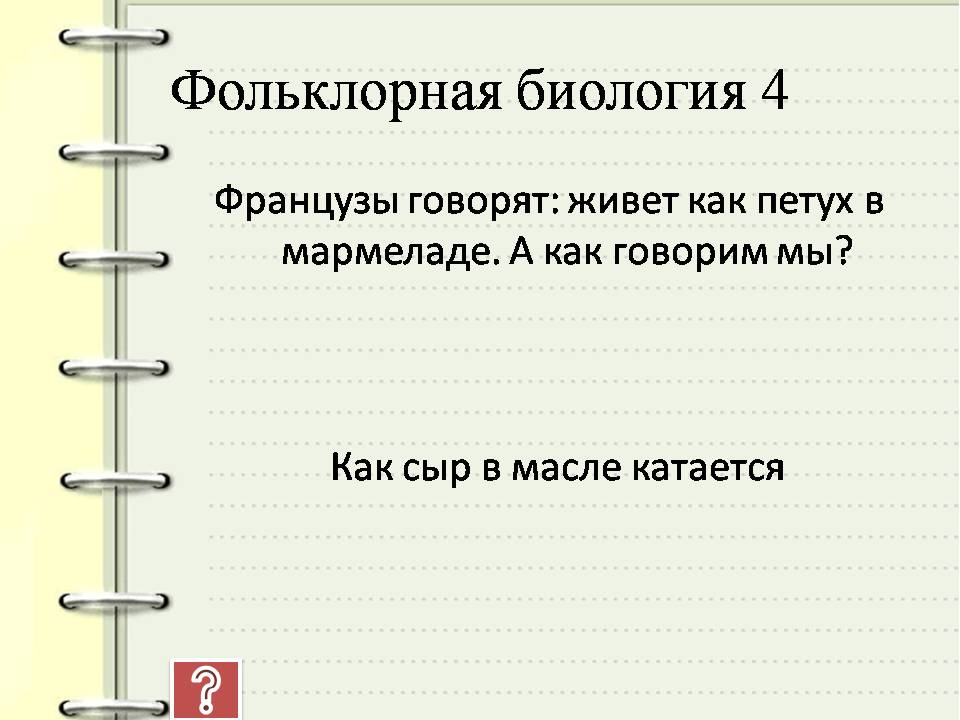 Фольклорная биология 4
Французы говорят: живет как петух в
мармеладе. А как говорим мы?
Как сыр в масле катается
?